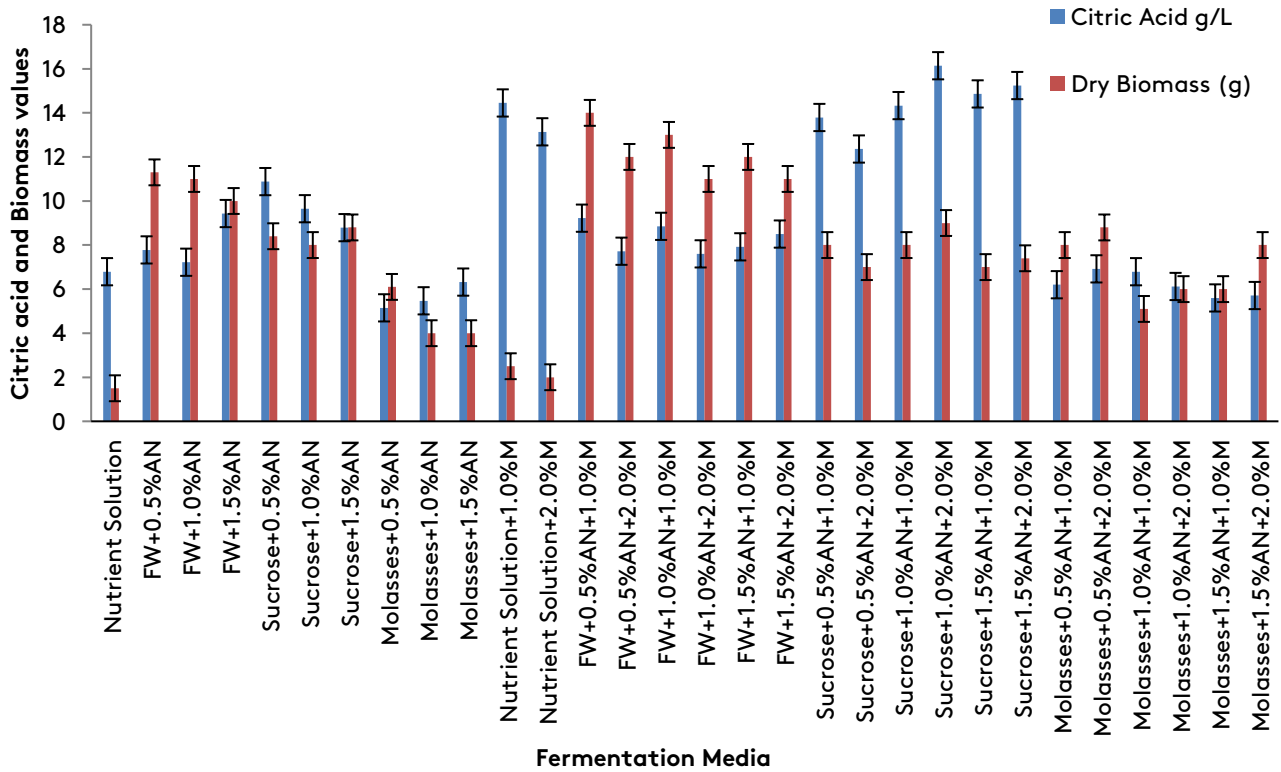 Citric acid and Biomass values
18
16
14
12
10
8
6
4
2
0
Citric Acid g/L
Dry Biomass (g)
Nutrient Solution
FW+0.5%AN
FW+1.0%AN
FW+1.5%AN
Sucrose+0.5%AN
Sucrose+1.0%AN
Sucrose+1.5%AN
Molasses+0.5%AN
Molasses+1.0%AN
Molasses+1.5%AN
Nutrient Solution+1.0%M
Nutrient Solution+2.0%M
FW+0.5%AN+1.0%M
FW+0.5%AN+2.0%M
FW+1.0%AN+1.0%M
FW+1.0%AN+2.0%M
FW+1.5%AN+1.0%M
FW+1.5%AN+2.0%M
Sucrose+0.5%AN+1.0%M
Sucrose+0.5%AN+2.0%M
Sucrose+1.0%AN+1.0%M
Sucrose+1.0%AN+2.0%M
Sucrose+1.5%AN+1.0%M
Sucrose+1.5%AN+2.0%M
Molasses+0.5%AN+1.0%M
Molasses+0.5%AN+2.0%M
Molasses+1.0%AN+1.0%M
Molasses+1.0%AN+2.0%M
Molasses+1.5%AN+1.0%M
Molasses+1.5%AN+2.0%M
Fermentation Media